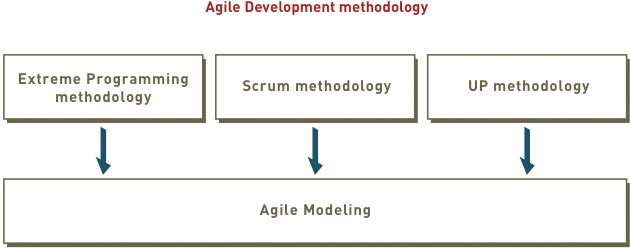 Agile Development methodology
Extreme Programming
methodology
Scrum methodology
UP methodology
Agile Modeling